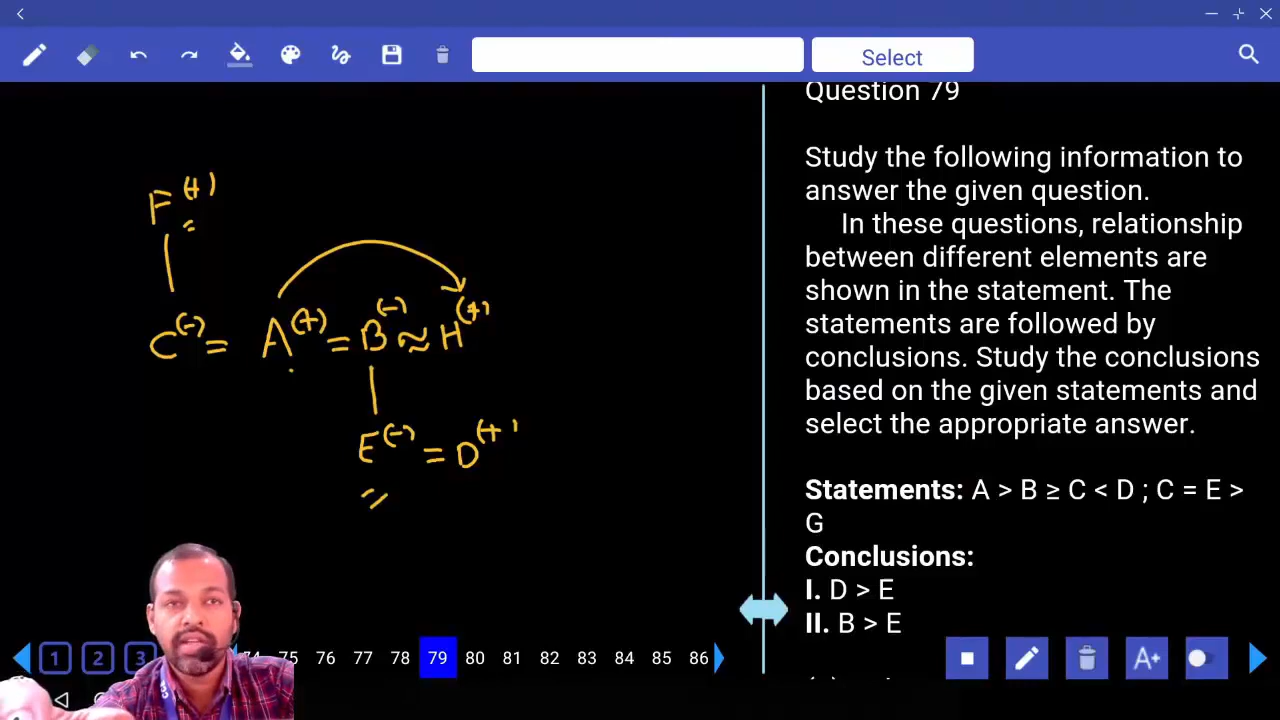 Select
Question 79
Study the following information to
answer the given question.
In these questions, relationship
between different elements are
shown in the statement. The
statements are followed by
conclusions. Study the conclusions
based on the given statements and
select the appropriate answer.
Statements: A > B ≥ C < D ; C = E >
G
Conclusions:
I. D > E
II. B > E
F(+)
C(-) = A(+) = B(-) ≈ H(+)
E(-) = D(+)
1 2 3 74 75 76 77 78 79 80 81 82 83 84 85 86
A+